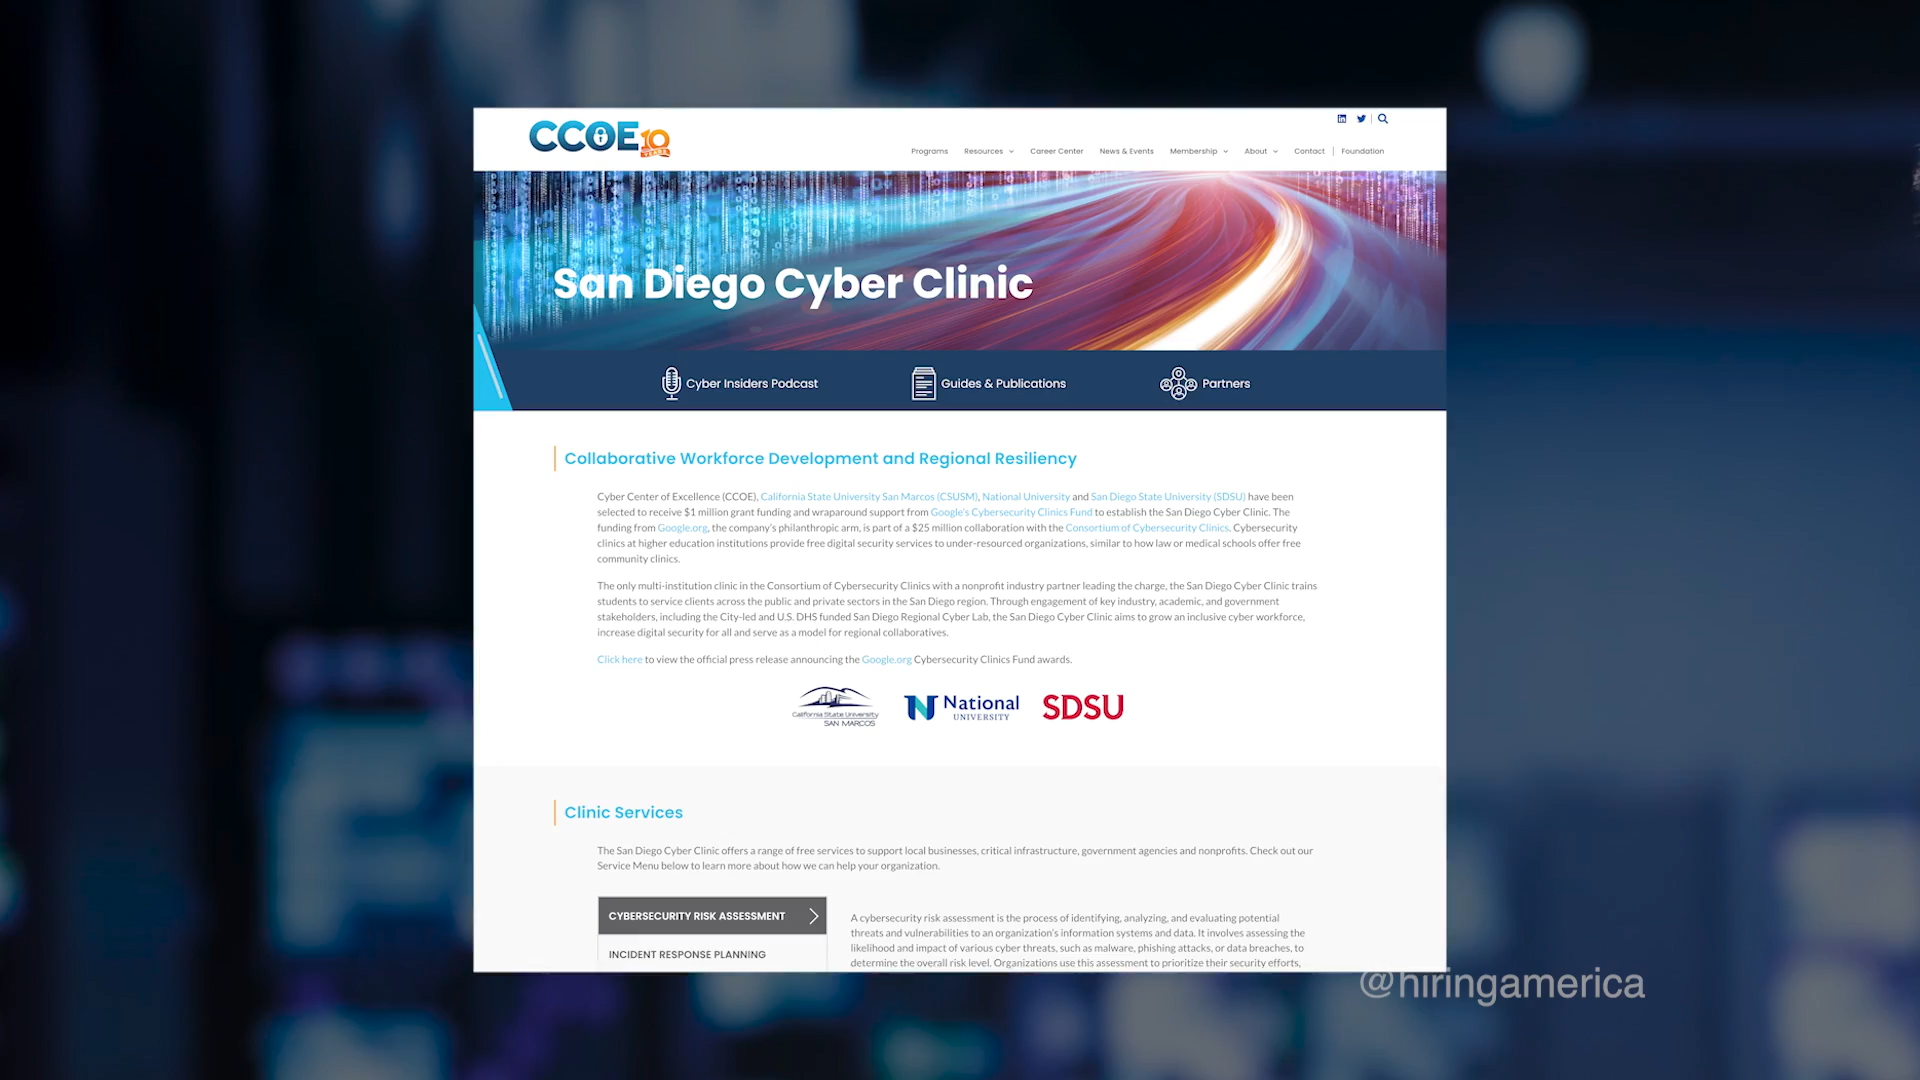 CCOE 10 YEARS
Programs Resources Career Center News & Events Membership About Contact | Foundation
San Diego Cyber Clinic
Cyber Insiders Podcast Guides & Publications Partners
Collaborative Workforce Development and Regional Resiliency
Cyber Center of Excellence (CCOE), California State University San Marcos (CSUSM), National University and San Diego State University (SDSU) have been
selected to receive $1 million grant funding and wraparound support from Google's Cybersecurity Clinics Fund to establish the San Diego Cyber Clinic. The
funding from Google.org, the company's philanthropic arm, is part of a $25 million collaboration with the Consortium of Cybersecurity Clinics. Cybersecurity
clinics at higher education institutions provide free digital security services to under-resourced organizations, similar to how law or medical schools offer free
community clinics.
The only multi-institution clinic in the Consortium of Cybersecurity Clinics with a nonprofit industry partner leading the charge, the San Diego Cyber Clinic trains
students to service clients across the public and private sectors in the San Diego region. Through engagement of key industry, academic, and government
stakeholders, including the City-led and U.S. DHS funded San Diego Regional Cyber Lab, the San Diego Cyber Clinic aims to grow an inclusive cyber workforce,
increase digital security for all and serve as a model for regional collaboratives.
Click here to view the official press release announcing the Google.org Cybersecurity Clinics Fund awards.
California State University
SAN MARCOS
National
UNIVERSITY
SDSU
Clinic Services
The San Diego Cyber Clinic offers a range of free services to support local businesses, critical infrastructure, government agencies and nonprofits. Check out our
Service Menu below to learn more about how we can help your organization.
CYBERSECURITY RISK ASSESSMENT
INCIDENT RESPONSE PLANNING
A cybersecurity risk assessment is the process of identifying, analyzing, and evaluating potential
threats and vulnerabilities to an organization's information systems and data. It involves assessing the
likelihood and impact of various cyber threats, such as malware, phishing attacks, or data breaches, to
determine the overall risk level. Organizations use this assessment to prioritize their security efforts,
@hiringamerica